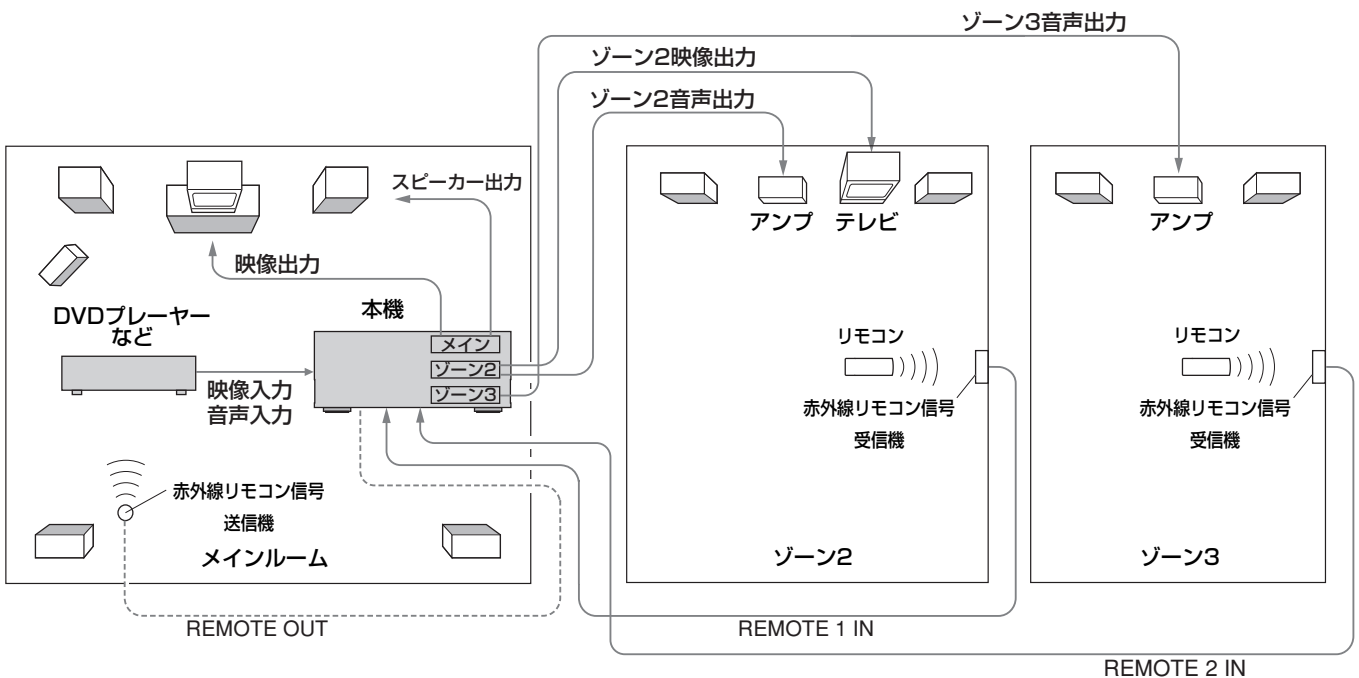 ゾーン3音声出力
ゾーン2映像出力
ゾーン2音声出力
スピーカー出力
映像出力
アンプ
テレビ
アンプ
DVDプレーヤー
など
本機
メイン
ゾーン2
ゾーン3
映像入力
音声入力
リモコン
赤外線リモコン信号
受信機
リモコン
赤外線リモコン信号
受信機
赤外線リモコン信号
送信機
メインルーム
ゾーン2
ゾーン3
REMOTE OUT
REMOTE 1 IN
REMOTE 2 IN